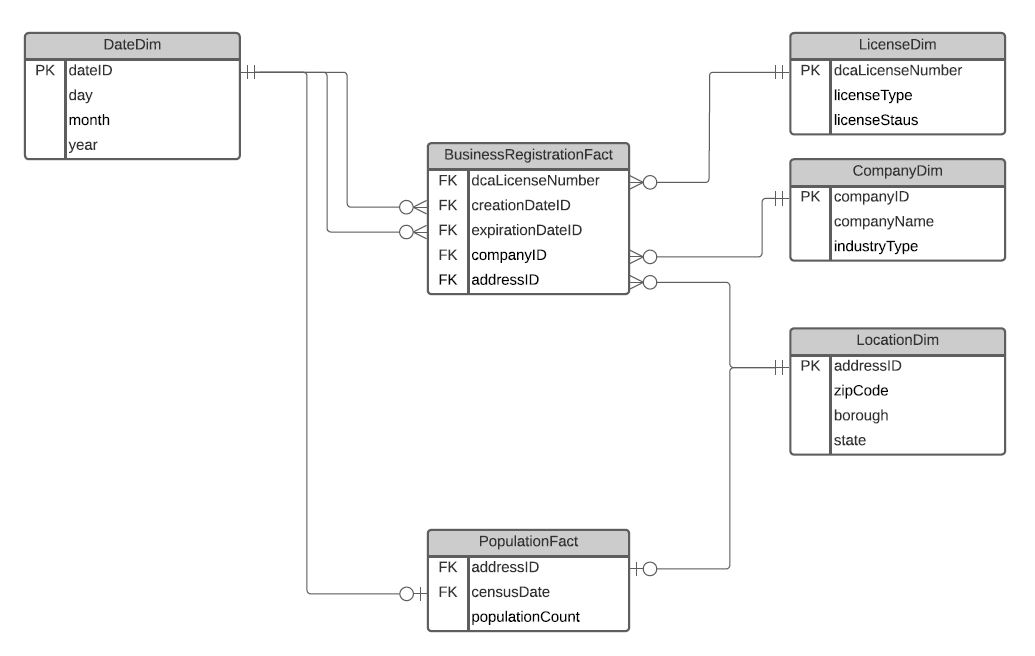 DateDim
PK dateID
day
month
year
LicenseDim
PK dcaLicenseNumber
licenseType
licenseStaus
BusinessRegistrationFact
FK dcaLicenseNumber
FK creationDateID
FK expirationDateID
FK companyID
FK addressID
CompanyDim
PK companyID
companyName
industryType
LocationDim
PK addressID
zipCode
borough
state
PopulationFact
FK addressID
FK censusDate
populationCount